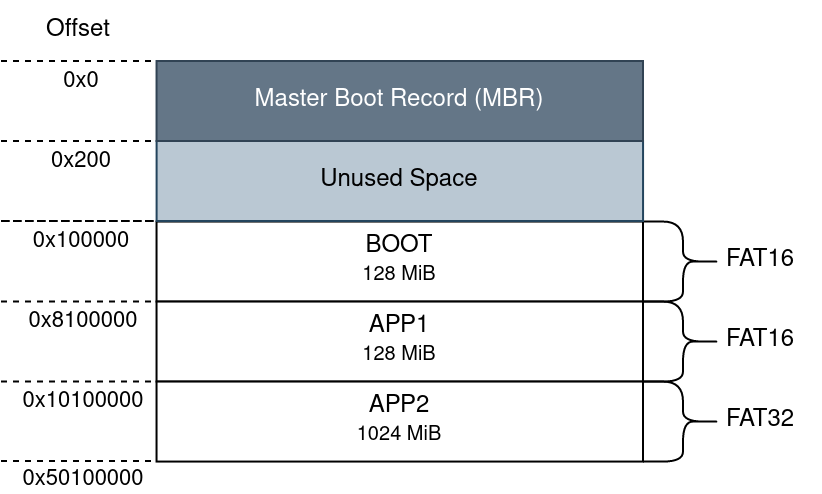 Offset
0x0
Master Boot Record (MBR)
0x200
Unused Space
0x100000
BOOT
128 MiB
FAT16
0x8100000
APP1
128 MiB
FAT16
0x10100000
APP2
1024 MiB
FAT32
0x50100000